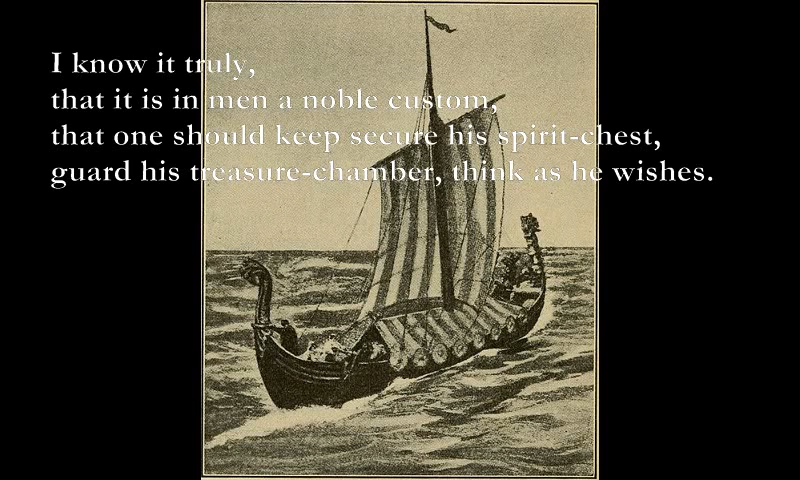 I know it truly,
that it is in men a noble custom,
that one should keep secure his spirit-chest,
guard his treasure-chamber, think as he wishes.